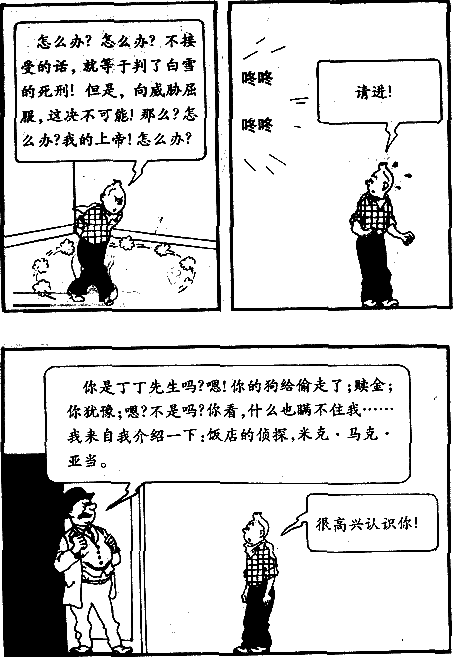 怎么办？怎么办？不接
受的话，就等于判了白雪
的死刑！但是，向威胁屈
服，这决不可能！那么？怎
么办？我的上帝！怎么办？
咚咚
咚咚
请进！
你是丁丁先生吗？嗯！你的狗给偷走了；赎金；
你犹豫；嗯？不是吗？你看，什么也瞒不住我……
我来自我介绍一下：饭店的侦探，米克·马克·
亚当。
很高兴认识你！